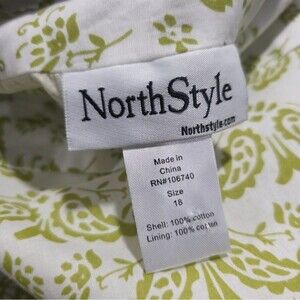 NorthStyle
Northstyle.com
Made in
China
RN#106740
Size
18
Shell: 100% cotton
Lining: 100% cotton